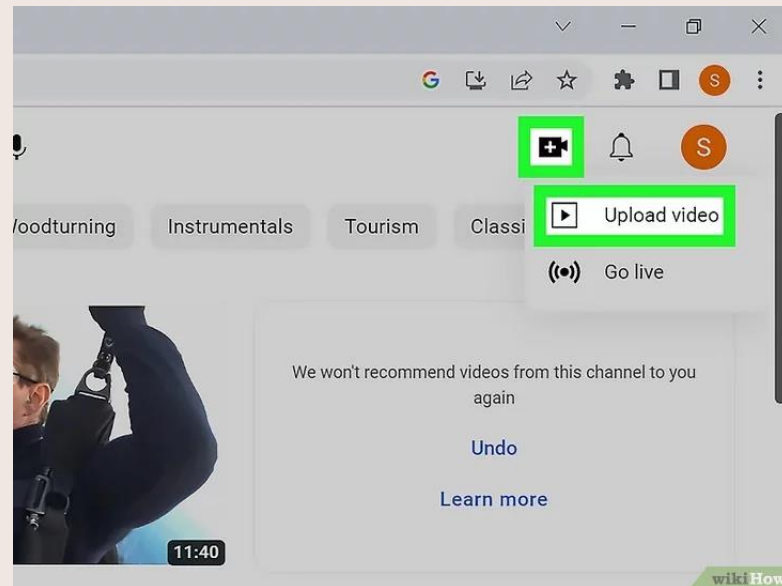 G
S
S
Woodturning
Instrumentals
Tourism
Classi
Upload video
Go live
We won't recommend videos from this channel to you
again
Undo
Learn more
11:40
wikiHow